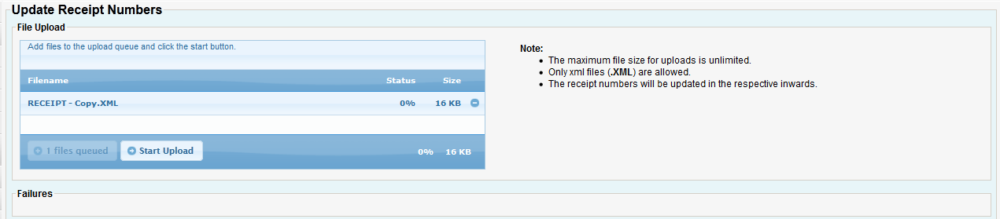 Update Receipt Numbers
File Upload
Add files to the upload queue and click the start button.
Filename Status Size
RECEIPT - Copy.XML 0% 16 KB
1 files queued Start Upload 0% 16 KB
Note:
The maximum file size for uploads is unlimited.
Only xml files (.XML) are allowed.
The receipt numbers will be updated in the respective inwards.
Failures